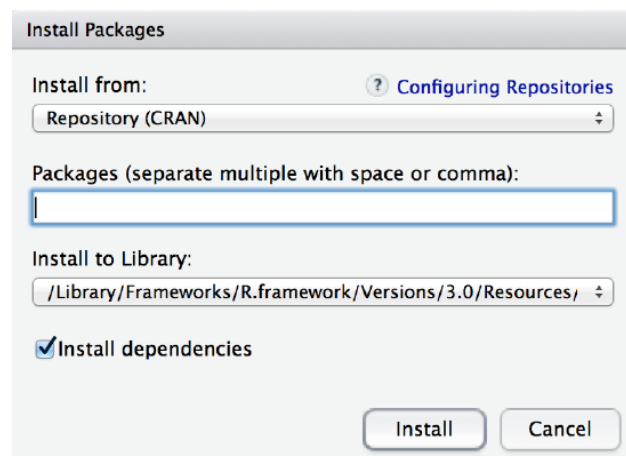 Install Packages
Install from:
? Configuring Repositories
Repository (CRAN)
Packages (separate multiple with space or comma):
Install to Library:
/Library/Frameworks/R.framework/Versions/3.0/Resources/
Install dependencies
Install
Cancel